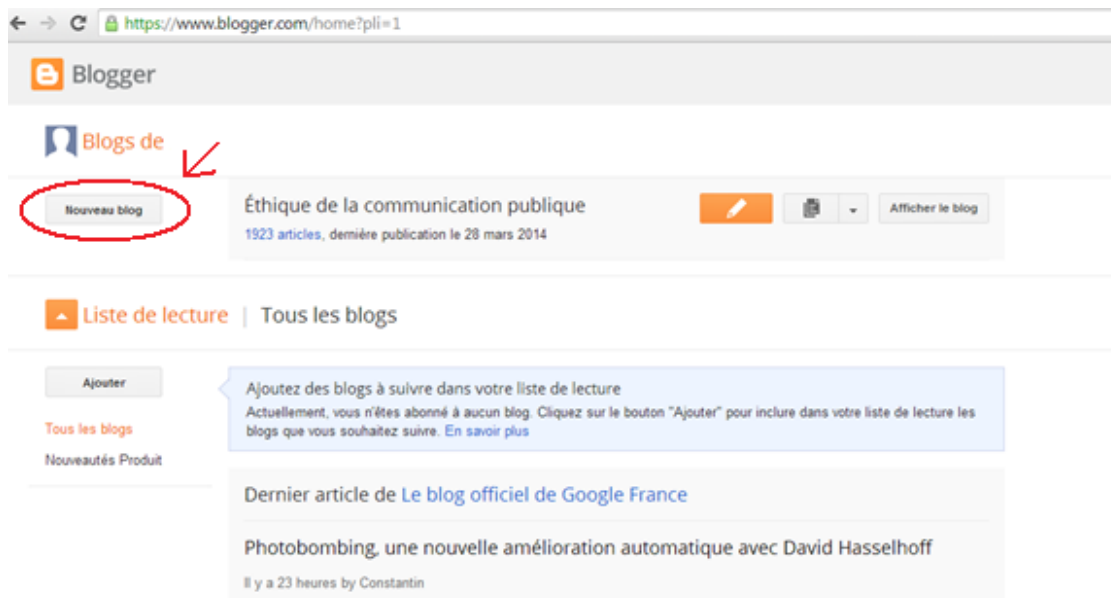 https://www.blogger.com/home?pli=1
Blogger
Blogs de
Nouveau blog
Éthique de la communication publique
Afficher le blog
1923 articles, dernière publication le 28 mars 2014
Liste de lecture | Tous les blogs
Ajouter
Ajoutez des blogs à suivre dans votre liste de lecture
Actuellement, vous n'êtes abonné à aucun blog. Cliquez sur le bouton "Ajouter" pour inclure dans votre liste de lecture les
blogs que vous souhaitez suivre. En savoir plus
Tous les blogs
Nouveautés Produit
Dernier article de Le blog officiel de Google France
Photobombing, une nouvelle amélioration automatique avec David Hasselhoff
Il y a 23 heures by Constantin